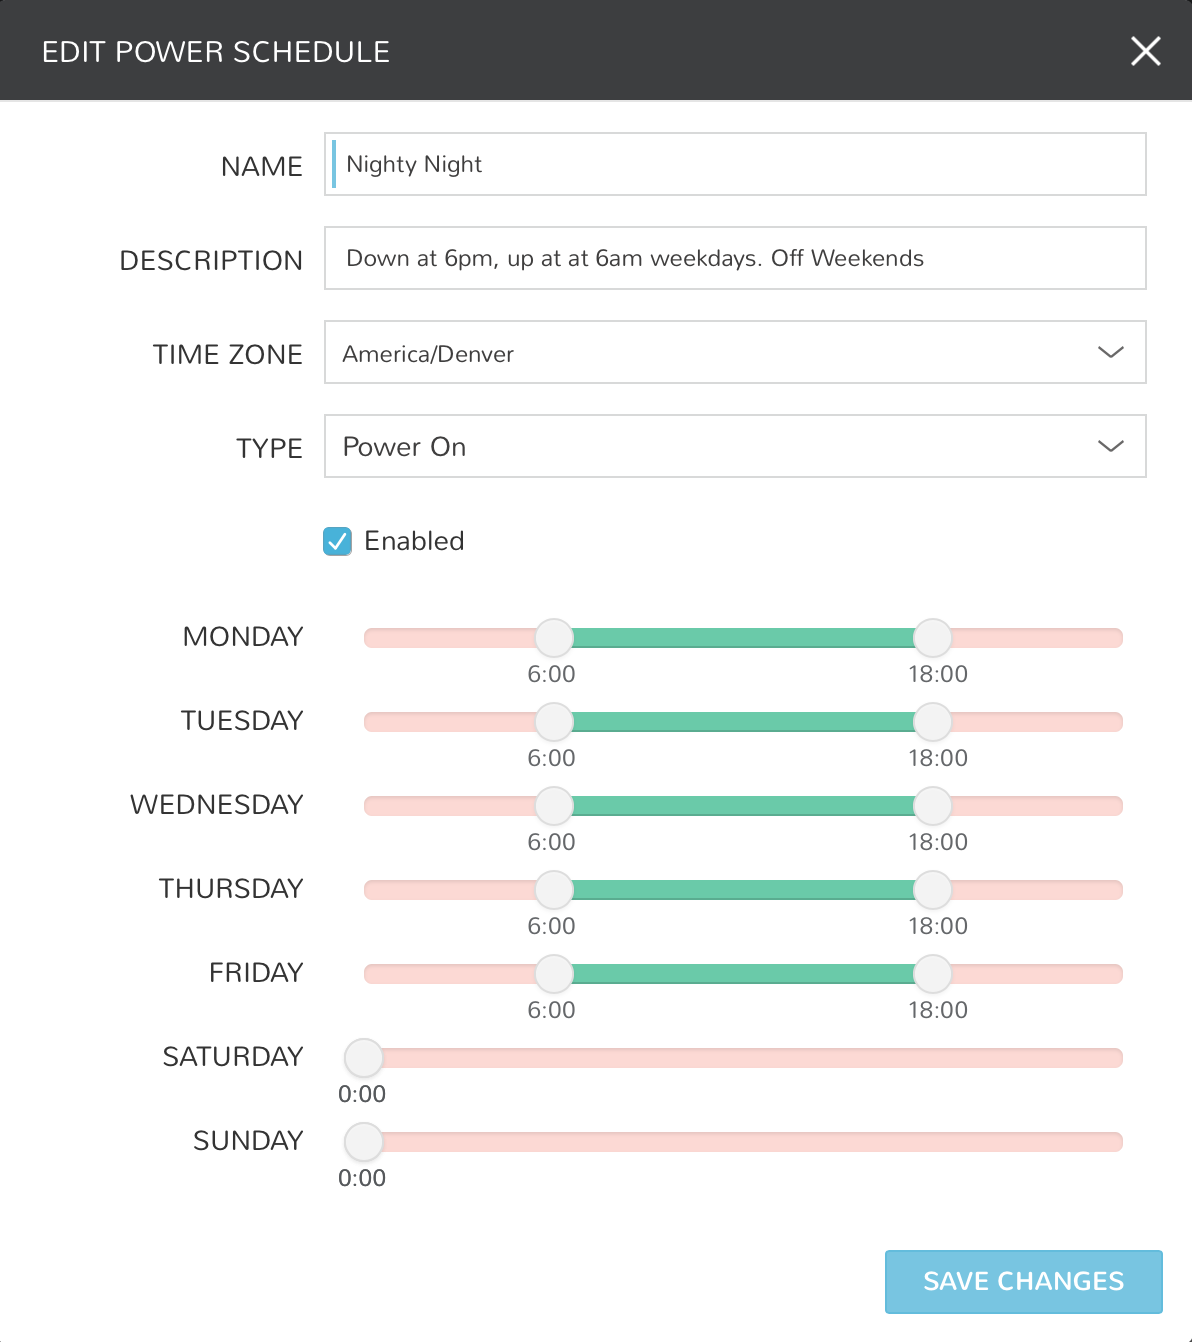 EDIT POWER SCHEDULE
NAME Nighty Night
DESCRIPTION Down at 6pm, up at at 6am weekdays. Off Weekends
TIME ZONE America/Denver
TYPE Power On
Enabled
MONDAY
6:00 18:00
TUESDAY
6:00 18:00
WEDNESDAY
6:00 18:00
THURSDAY
6:00 18:00
FRIDAY
6:00 18:00
SATURDAY
0:00
SUNDAY
0:00
SAVE CHANGES